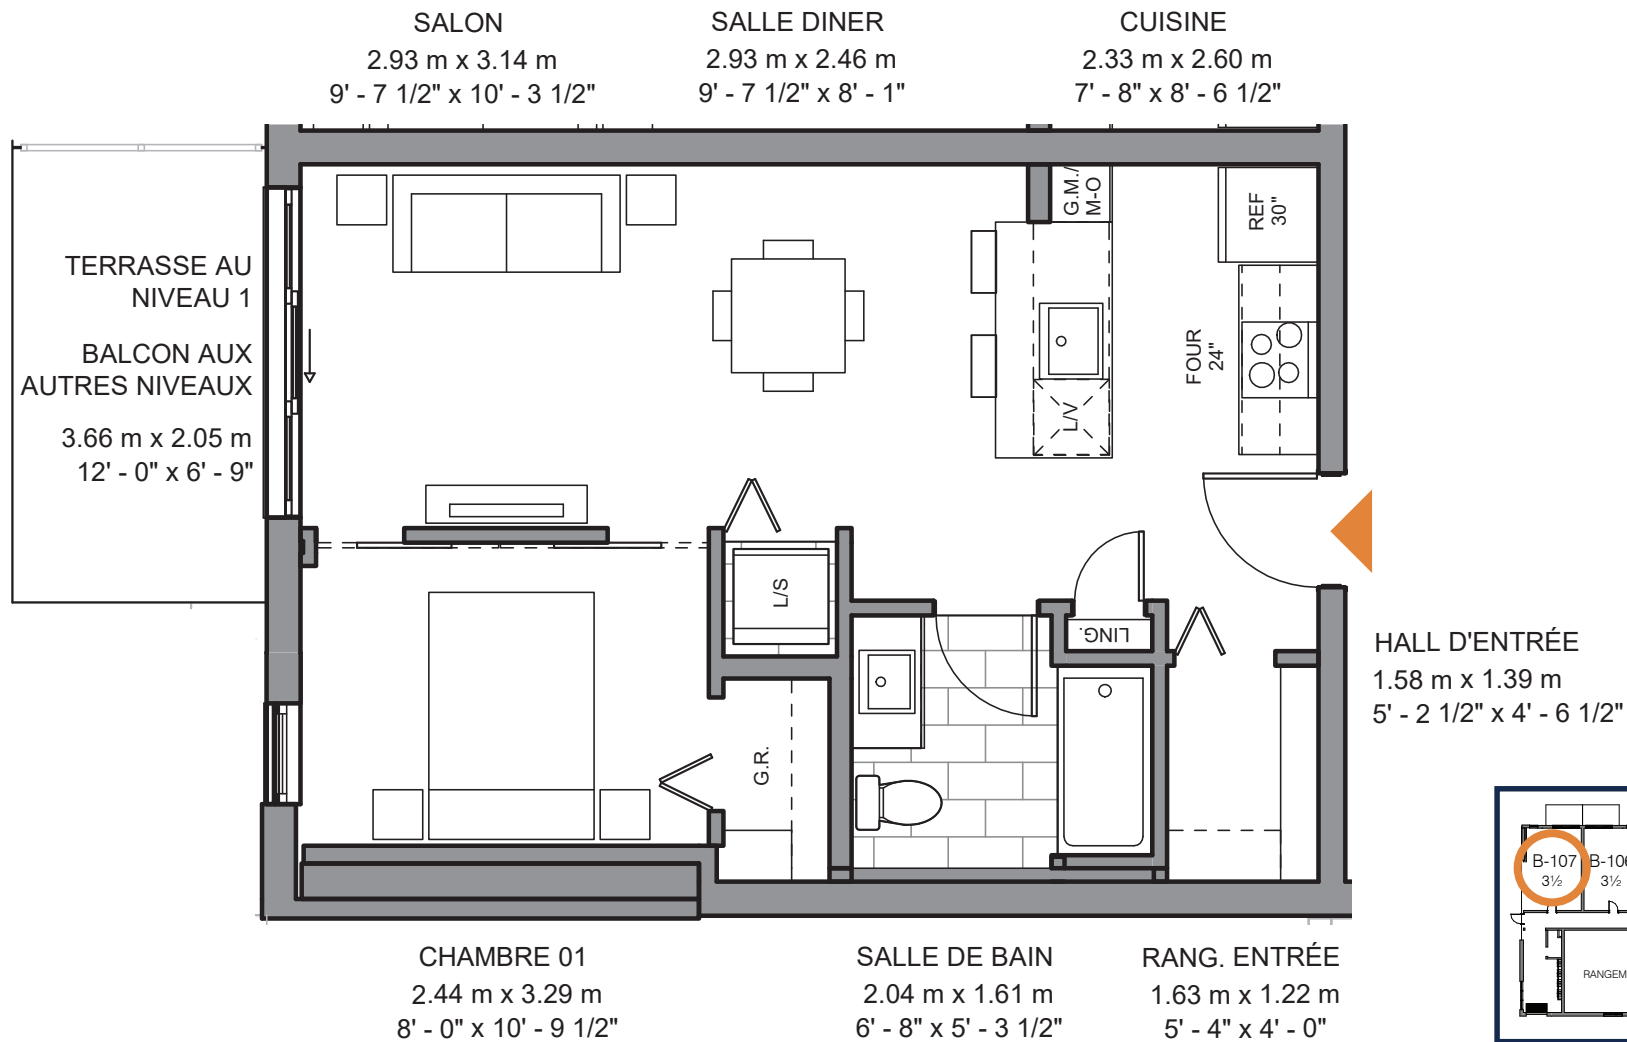 SALON
2.93 m x 3.14 m
9' - 7 1/2" x 10' - 3 1/2"
SALLE DINER
2.93 m x 2.46 m
9' - 7 1/2" x 8' - 1"
CUISINE
2.33 m x 2.60 m
7' - 8" x 8' - 6 1/2"
TERRASSE AU
NIVEAU 1
BALCON AUX
AUTRES NIVEAUX
3.66 m x 2.05 m
12' - 0" x 6' - 9"
G.M./
M-O
REF
30"
FOUR
24"
L/V
L/S
LING.
G.R.
HALL D'ENTRÉE
1.58 m x 1.39 m
5' - 2 1/2" x 4' - 6 1/2"
CHAMBRE 01
2.44 m x 3.29 m
8' - 0" x 10' - 9 1/2"
SALLE DE BAIN
2.04 m x 1.61 m
6' - 8" x 5' - 3 1/2"
RANG. ENTRÉE
1.63 m x 1.22 m
5' - 4" x 4' - 0"
B-107
3½
B-106
3½
RANGEM